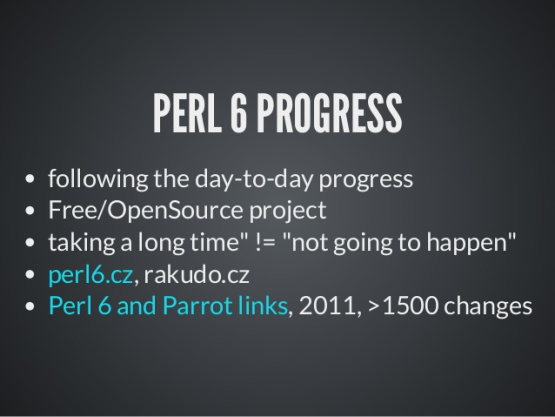 PERL 6 PROGRESS
following the day-to-day progress
Free/OpenSource project
taking a long time" != "not going to happen"
perl6.cz, rakudo.cz
Perl 6 and Parrot links, 2011, >1500 changes